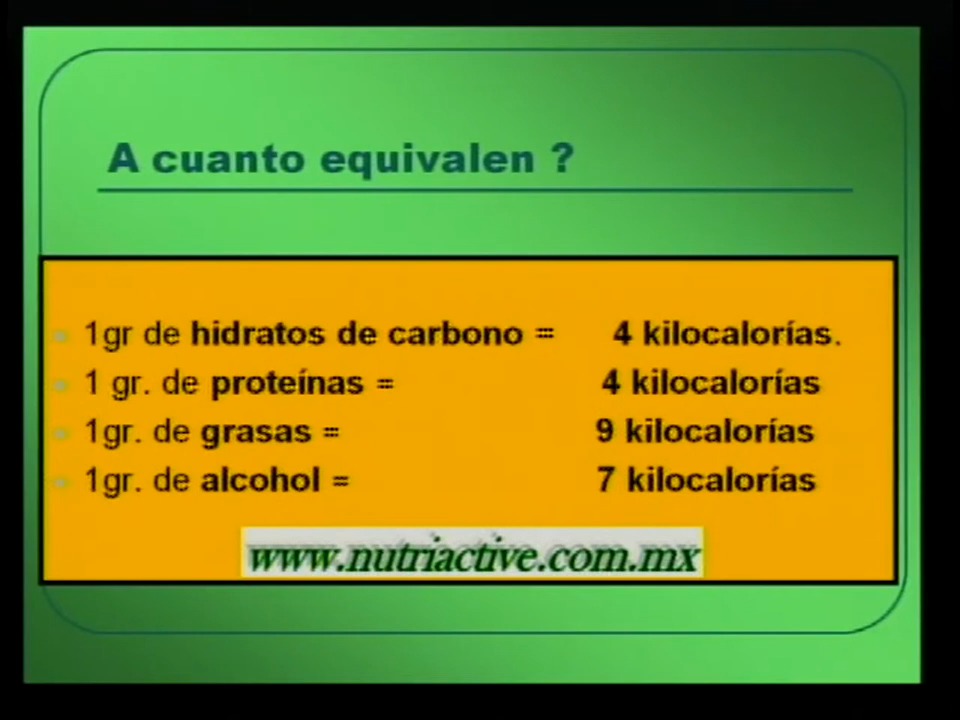 A cuanto equivalen ?
1gr de hidratos de carbono = 4 kilocalorías.
1 gr. de proteínas = 4 kilocalorías
1gr. de grasas = 9 kilocalorías
1gr. de alcohol = 7 kilocalorías
www.nutriactive.com.mx